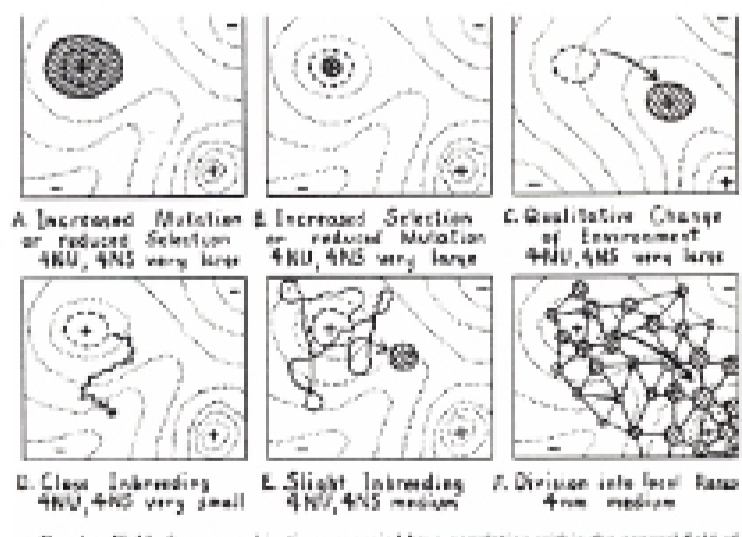 A. Increased Mutation
or reduced Selection
4NU, 4NS very large
B. Increased Selection
or reduced Mutation
4NU, 4NS very large
C. Qualitative Change
of Environment
4NU, 4NS very large
D. Close Inbreeding
4NU, 4NS very small
E. Slight Inbreeding
4NU, 4NS medium
F. Division into local Races
4nm medium